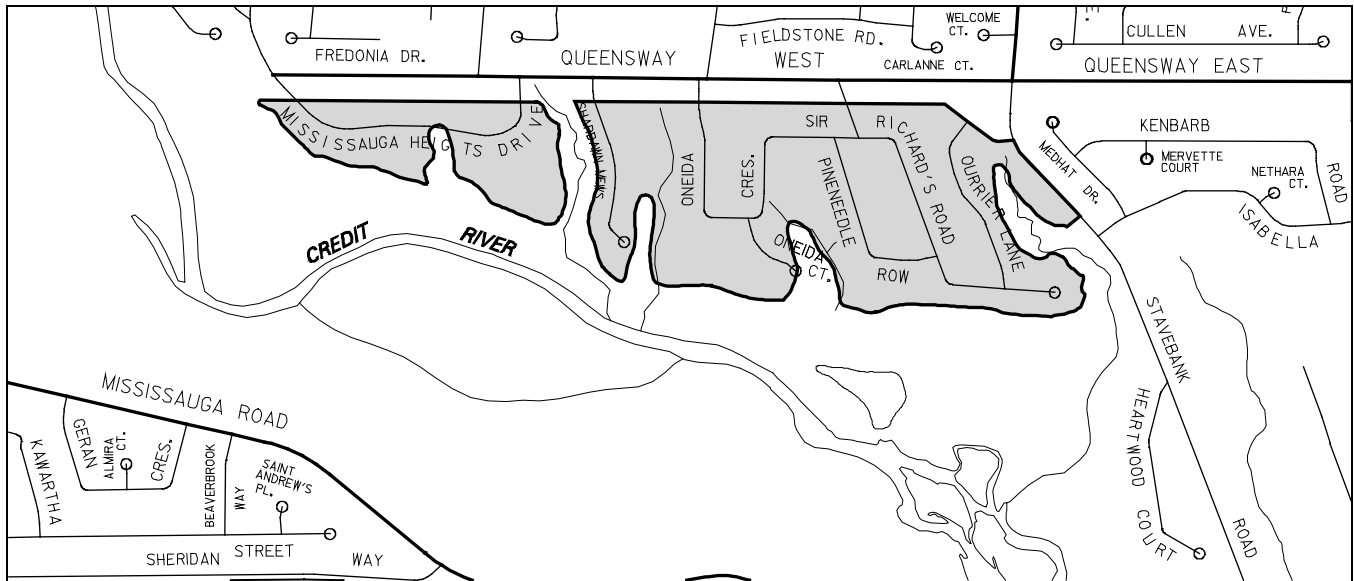 WELCOME
CT.
FREDONIA DR.
QUEENSWAY
FIELDSTONE RD.
WEST
CARLANNE CT.
CULLEN AVE.
QUEENSWAY EAST
MISSISSAUGA HEIGTS DRIVE
SHARDAWN MEWS
ONEIDA
CRES.
SIR RICHARD'S ROAD
PINENEEDLE
ROW
OURRIER LANE
ONEIDA
CT.
MEDHAT DR.
KENBARB
ROAD
MERVETTE
COURT
NETHARA
CT.
ISABELLA
CREDIT RIVER
STAVEBANK
ROAD
HEARTWOOD COURT
MISSISSAUGA ROAD
KAWARTHA
GERAN
CRES.
ALMIRA
CT.
BEAVERBROOK
WAY
SAINT
ANDREW'S
PL.
SHERIDAN STREET WAY